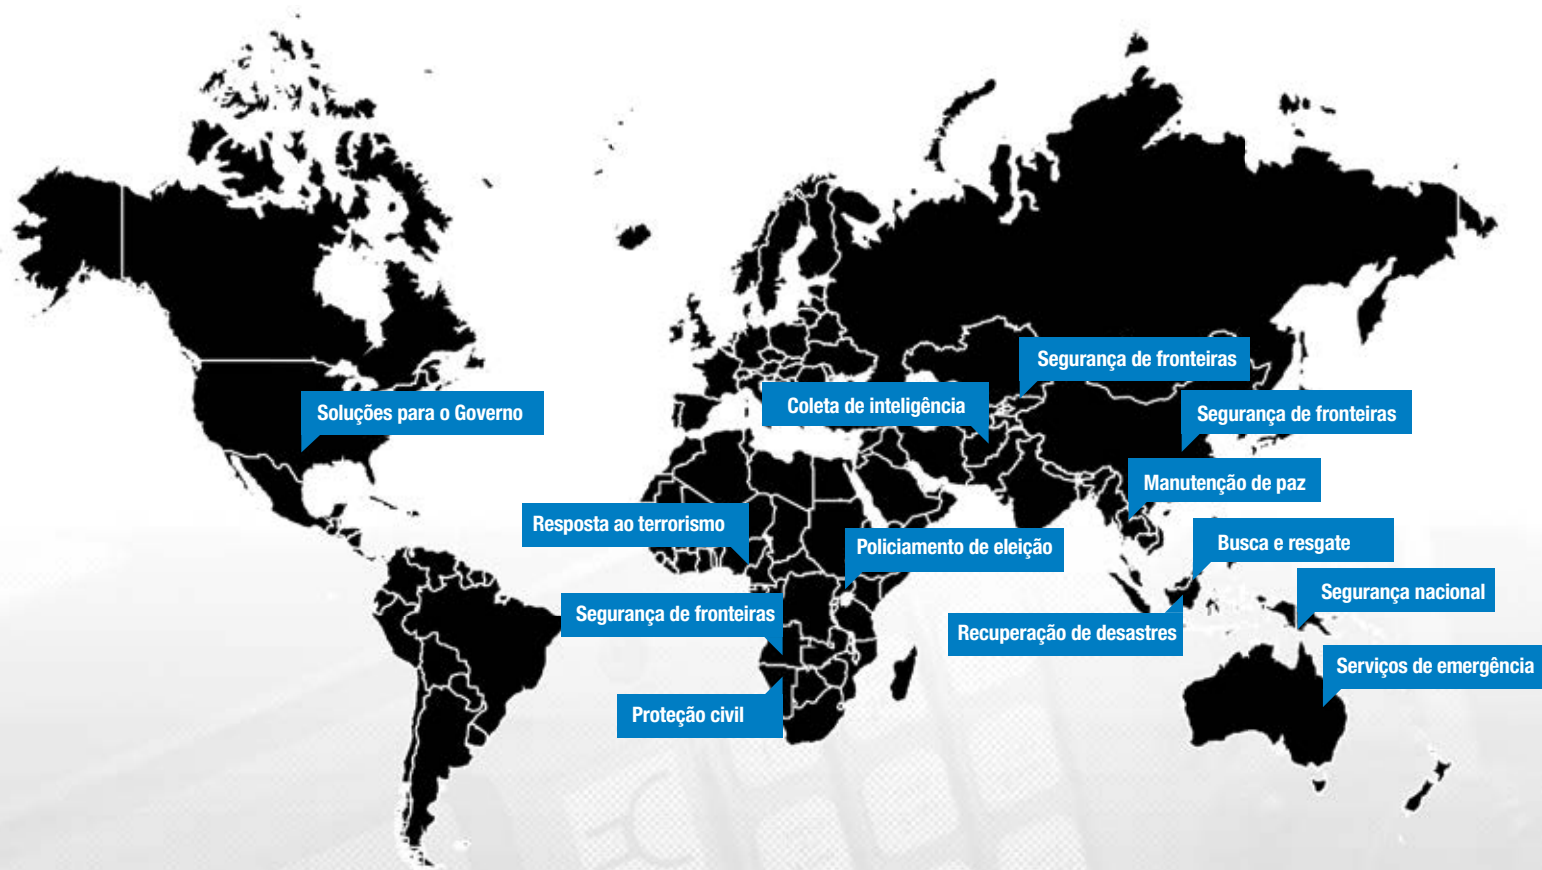 Segurança de fronteiras
Coleta de inteligência
Soluções para o Governo
Segurança de fronteiras
Manutenção de paz
Resposta ao terrorismo
Policiamento de eleição
Busca e resgate
Segurança nacional
Segurança de fronteiras
Recuperação de desastres
Serviços de emergência
Proteção civil